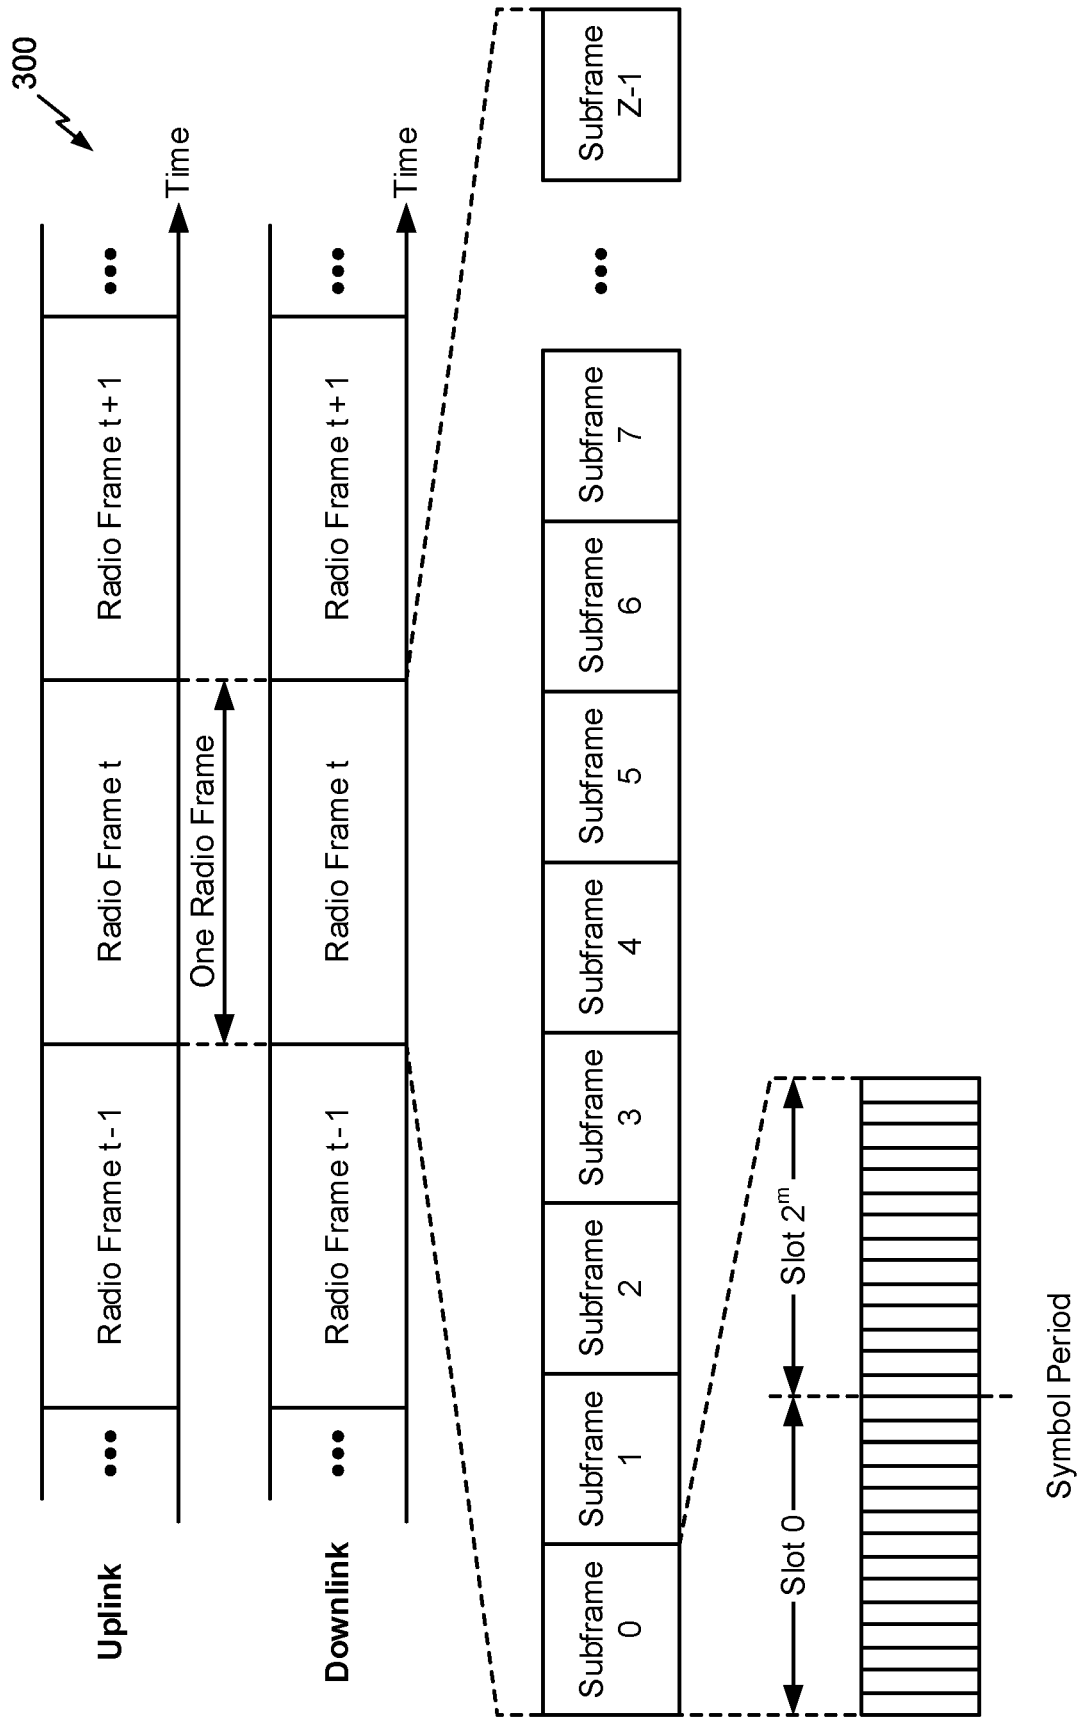 300
Uplink
•••
Radio Frame t-1
Radio Frame t
Radio Frame t+1
•••
Time
One Radio Frame
Downlink
•••
Radio Frame t-1
Radio Frame t
Radio Frame t+1
•••
Time
Subframe
0
Subframe
1
Subframe
2
Subframe
3
Subframe
4
Subframe
5
Subframe
6
Subframe
7
•••
Subframe
Z-1
Slot 0
Slot 2ᵐ
Symbol Period